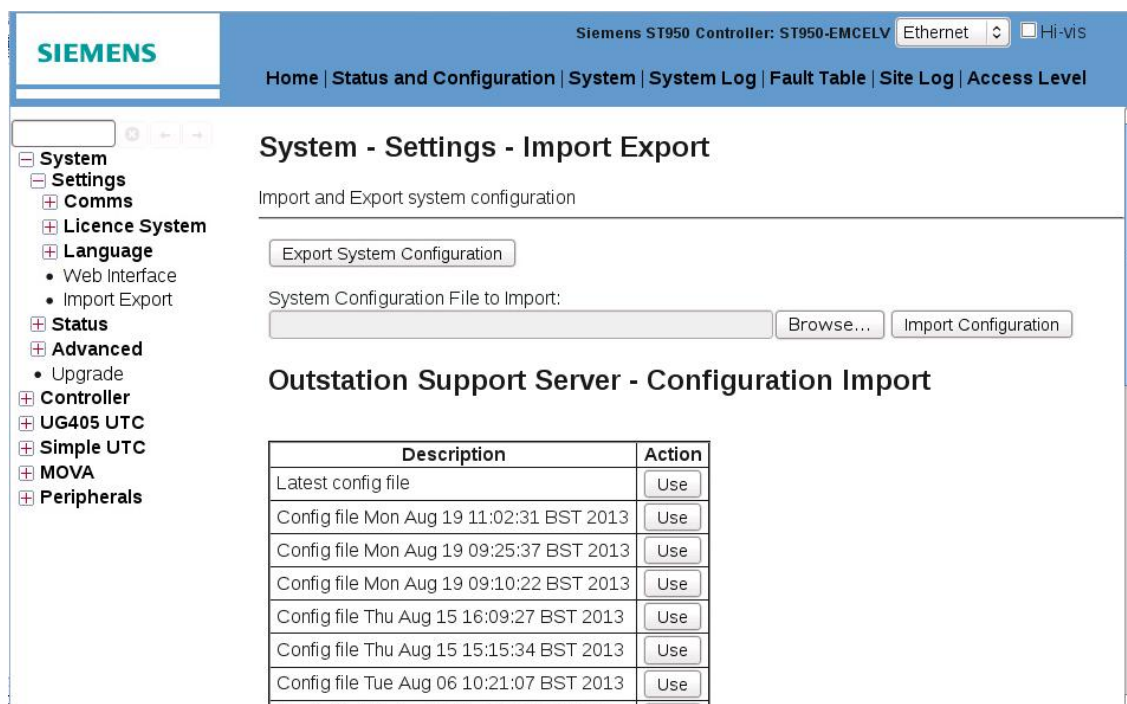 SIEMENS
Siemens ST950 Controller: ST950-EMCELV Ethernet Hi-vis
Home | Status and Configuration | System | System Log | Fault Table | Site Log | Access Level
System
Settings
Comms
Licence System
Language
Web Interface
Import Export
Status
Advanced
Upgrade
Controller
UG405 UTC
Simple UTC
MOVA
Peripherals
System - Settings - Import Export
Import and Export system configuration
Export System Configuration
System Configuration File to Import:
Browse... Import Configuration
Outstation Support Server - Configuration Import
Description Action
Latest config file Use
Config file Mon Aug 19 11:02:31 BST 2013 Use
Config file Mon Aug 19 09:25:37 BST 2013 Use
Config file Mon Aug 19 09:10:22 BST 2013 Use
Config file Thu Aug 15 16:09:27 BST 2013 Use
Config file Thu Aug 15 15:15:34 BST 2013 Use
Config file Tue Aug 06 10:21:07 BST 2013 Use